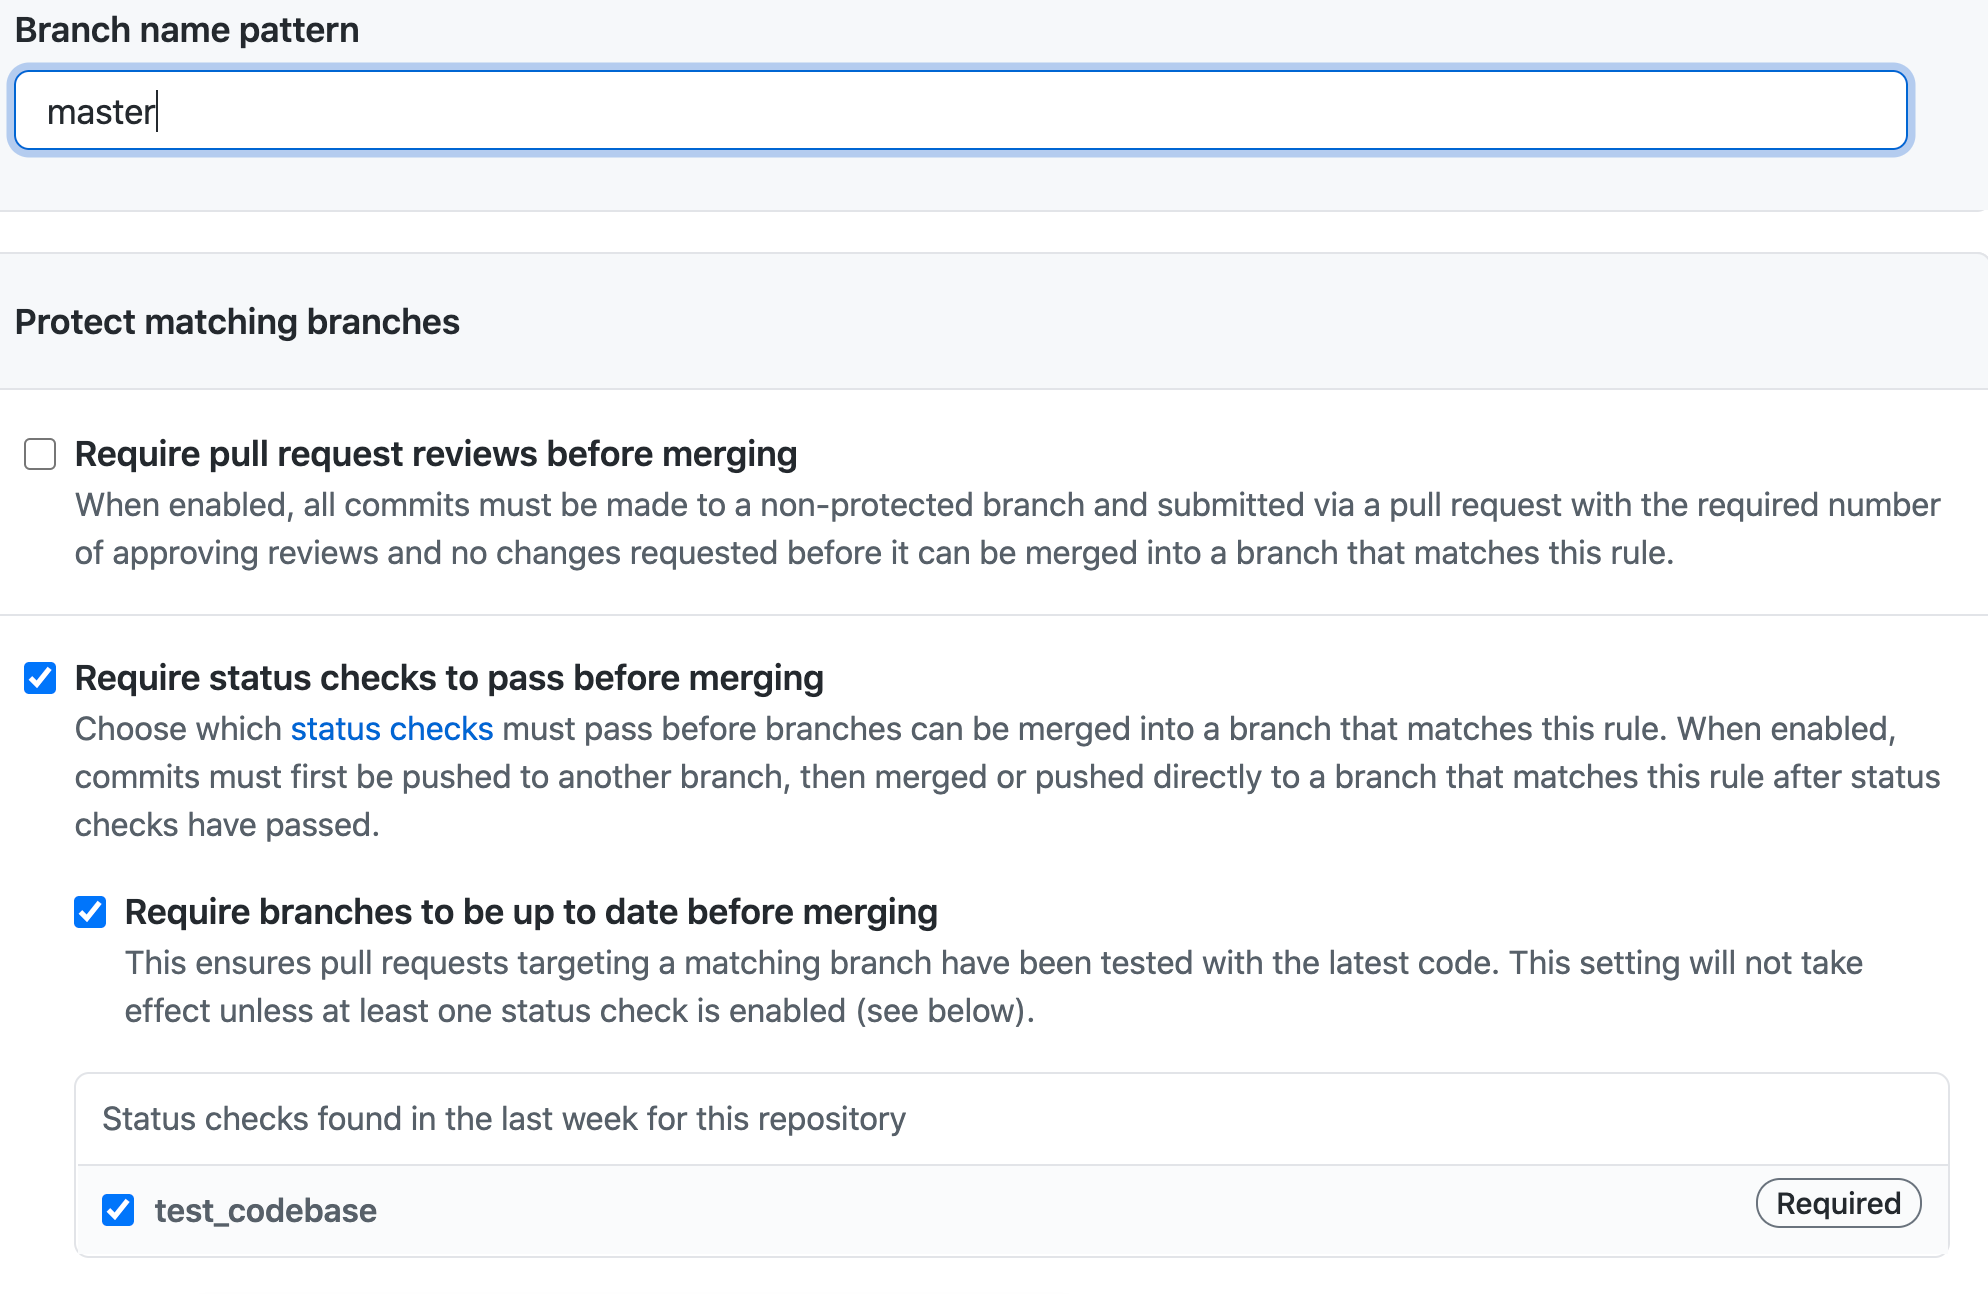 Branch name pattern
master
Protect matching branches
Require pull request reviews before merging
When enabled, all commits must be made to a non-protected branch and submitted via a pull request with the required number
of approving reviews and no changes requested before it can be merged into a branch that matches this rule.
Require status checks to pass before merging
Choose which status checks must pass before branches can be merged into a branch that matches this rule. When enabled,
commits must first be pushed to another branch, then merged or pushed directly to a branch that matches this rule after status
checks have passed.
Require branches to be up to date before merging
This ensures pull requests targeting a matching branch have been tested with the latest code. This setting will not take
effect unless at least one status check is enabled (see below).
Status checks found in the last week for this repository
test_codebase Required